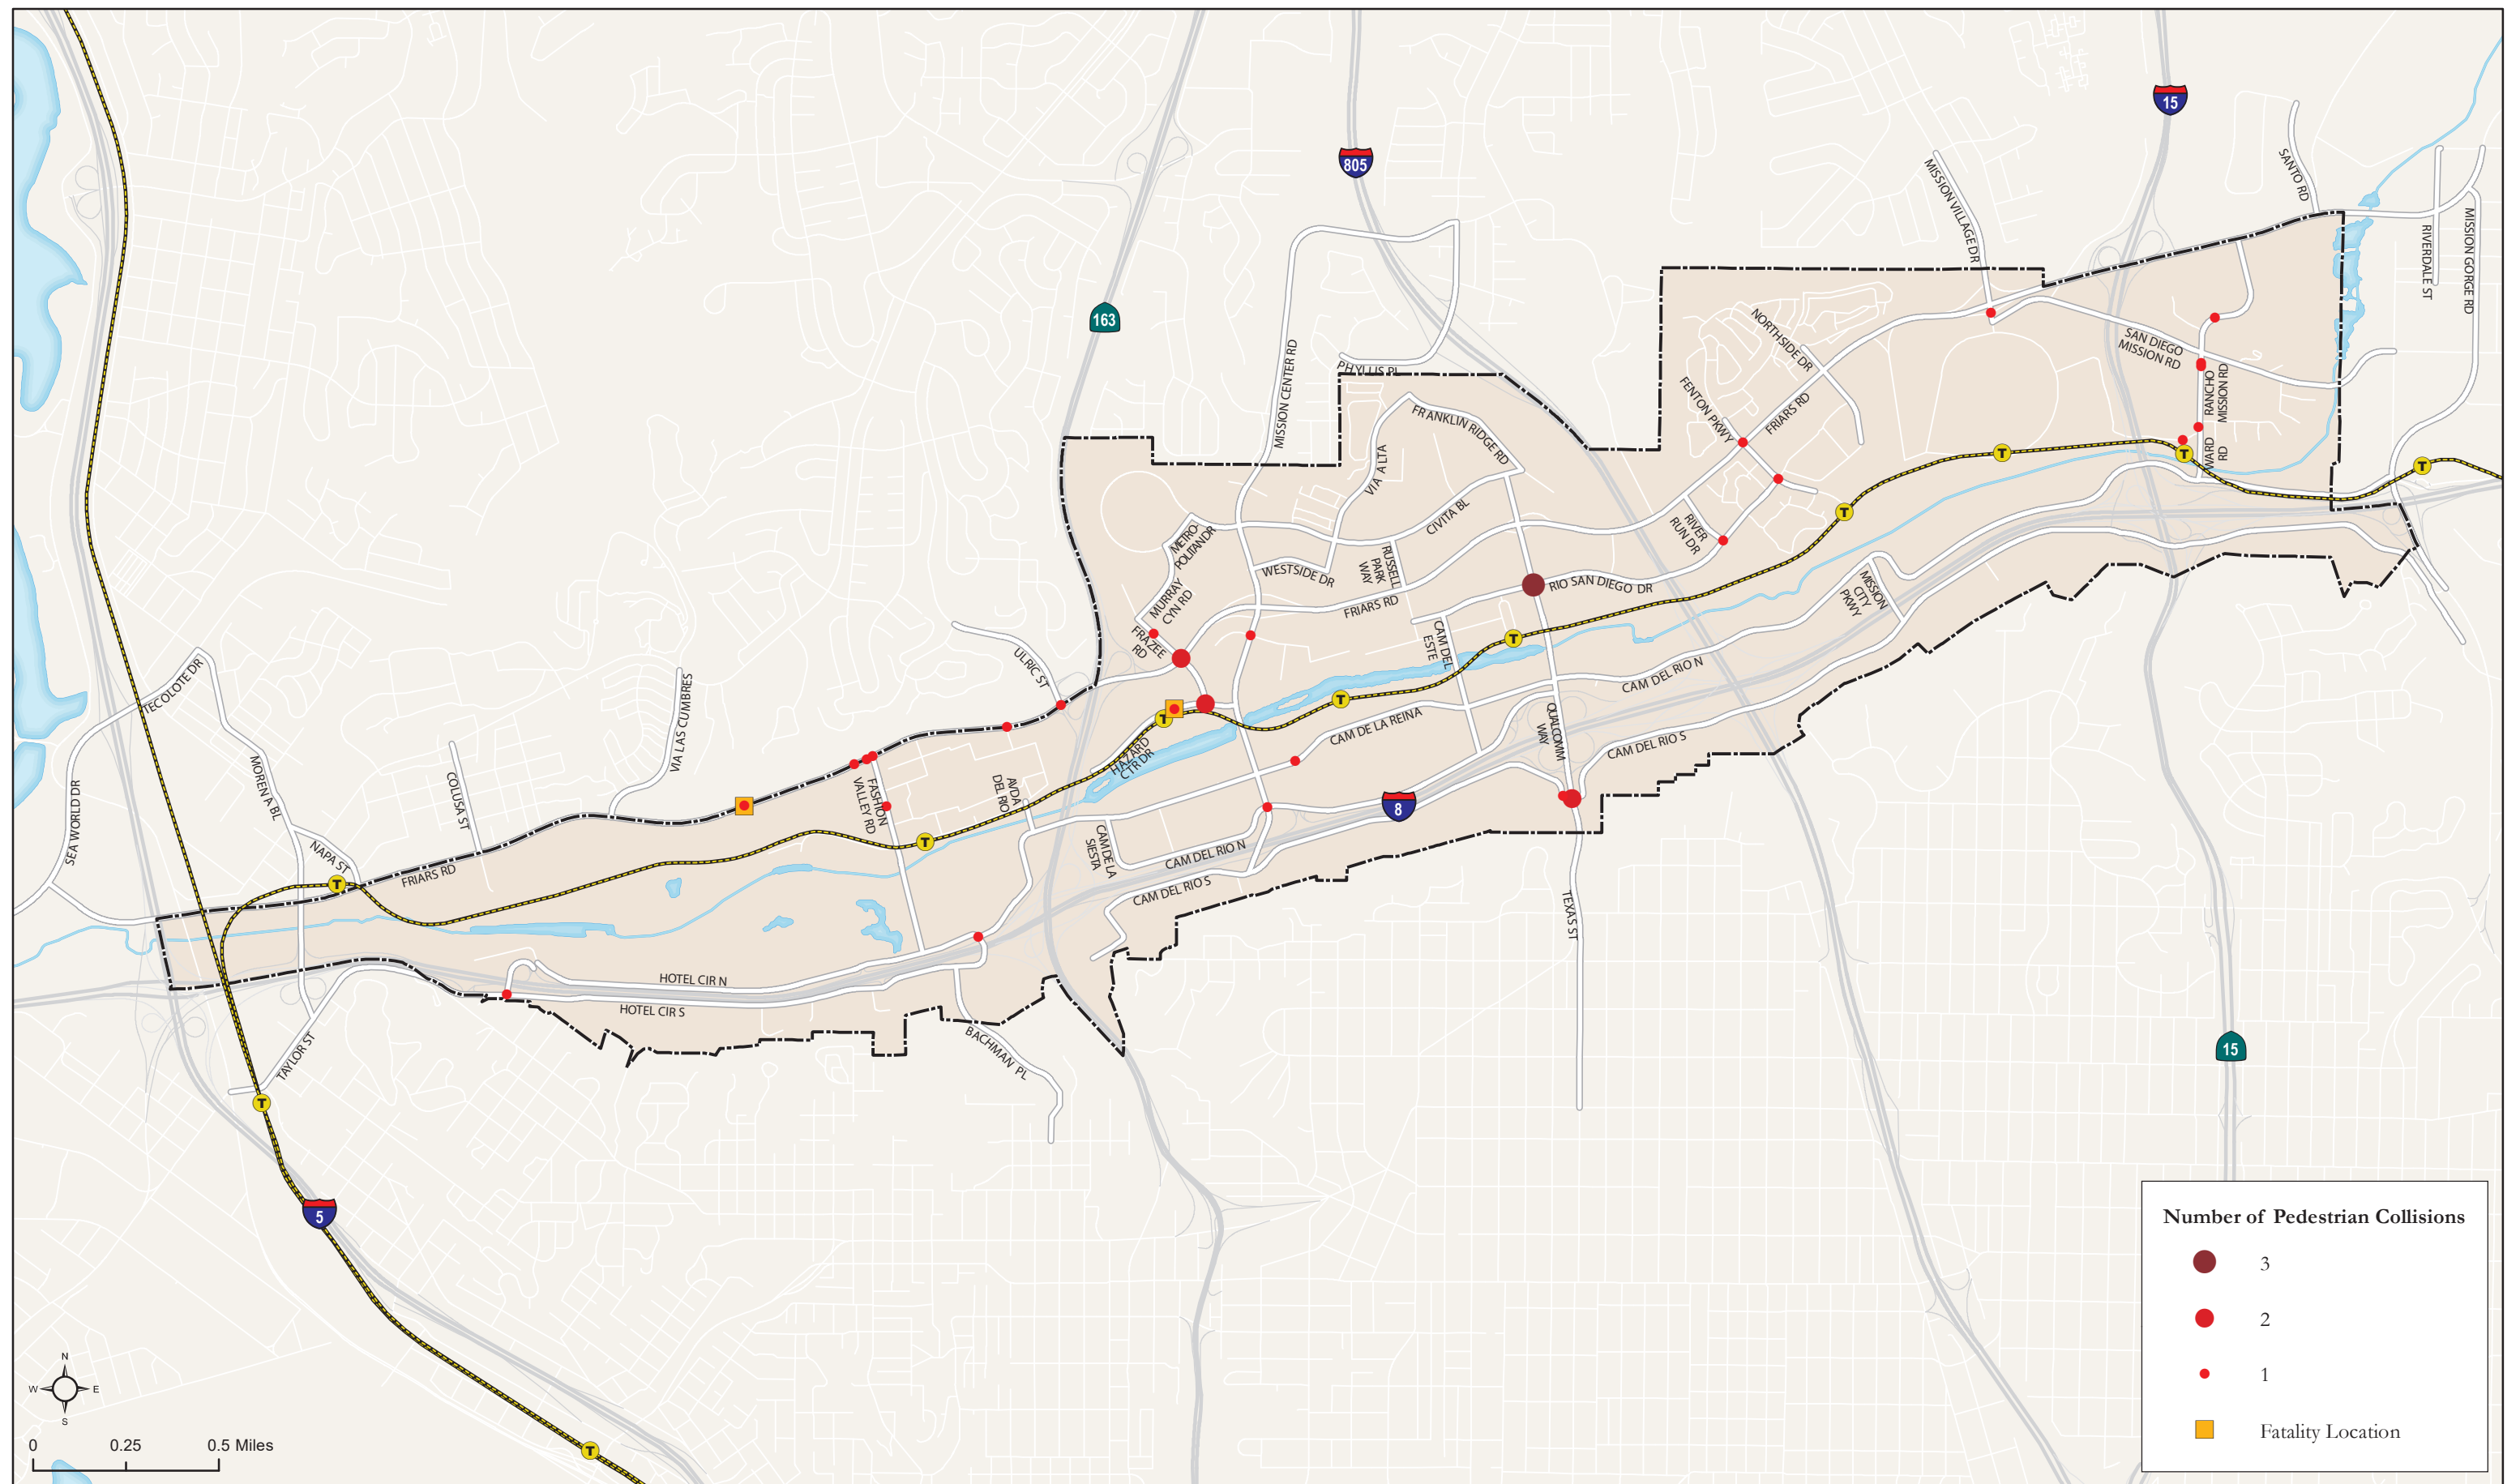 15
805
SANTO RD
MISSION VILLAGE DR
RIVERDALE ST
MISSION GORGE RD
163
NORTHSIDE DR
SAN DIEGO
MISSION RD
MISSION CENTER RD
PHYLLIS PL
FENTON PKWY
FRIARS RD
RANCHO
MISSION RD
FRANKLIN RIDGE RD
VIA ALTA
WARD
RD
T
T
T
T
CIVITA BL
METRO-
POLITAN DR
RIVER
RUN DR
RUSSELL
PARK
WAY
WESTSIDE DR
MURRAY
CYN RD
RIO SAN DIEGO DR
FRIARS RD
MISSION
CITY
PKWY
FRAZEE
RD
CAM DEL
ESTE
T
ULRIC ST
TECOLOTE DR
CAM DEL RIO N
VIA LAS CUMBRES
T
T
QUALCOMM
WAY
CAM DE LA REINA
CAM DEL RIO S
HAZARD
CTR DR
MORENA BL
COLUSA ST
SEA WORLD DR
FASHION
VALLEY RD
AVDA
DEL RIO
8
T
CAM DE LA
SIESTA
CAM DEL RIO N
NAPA ST
T
FRIARS RD
CAM DEL RIO S
TEXAS ST
HOTEL CIR N
HOTEL CIR S
BACHMAN PL
TAYLOR ST
15
T
5
T
Number of Pedestrian Collisions
3
2
1
Fatality Location
N
W E
S
0 0.25 0.5 Miles